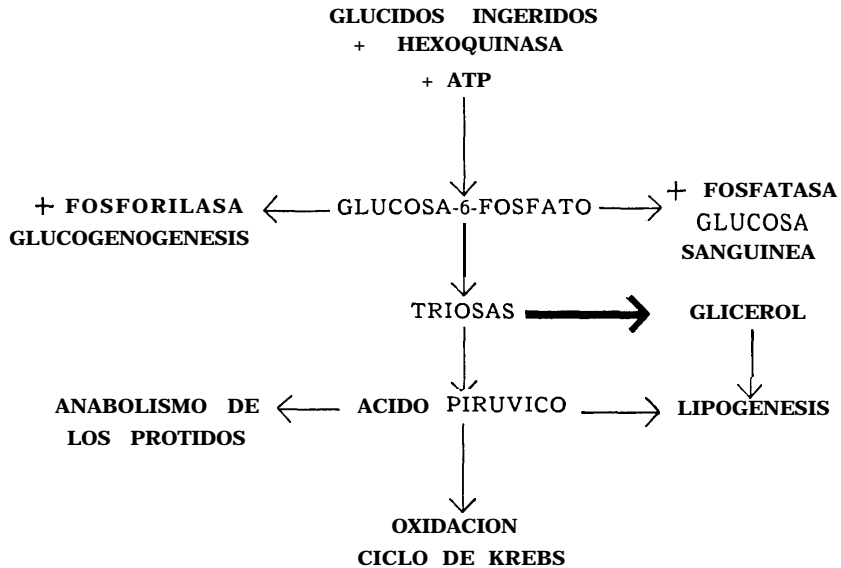 GLUCIDOS INGERIDOS
+ HEXOQUINASA
+ ATP
+ FOSFORILASA
GLUCOGENOGENESIS
GLUCOSA-6-FOSFATO
+ FOSFATASA
GLUCOSA
SANGUINEA
TRIOSAS
GLICEROL
ANABOLISMO DE
LOS PROTIDOS
ACIDO PIRUVICO
LIPOGENESIS
OXIDACION
CICLO DE KREBS